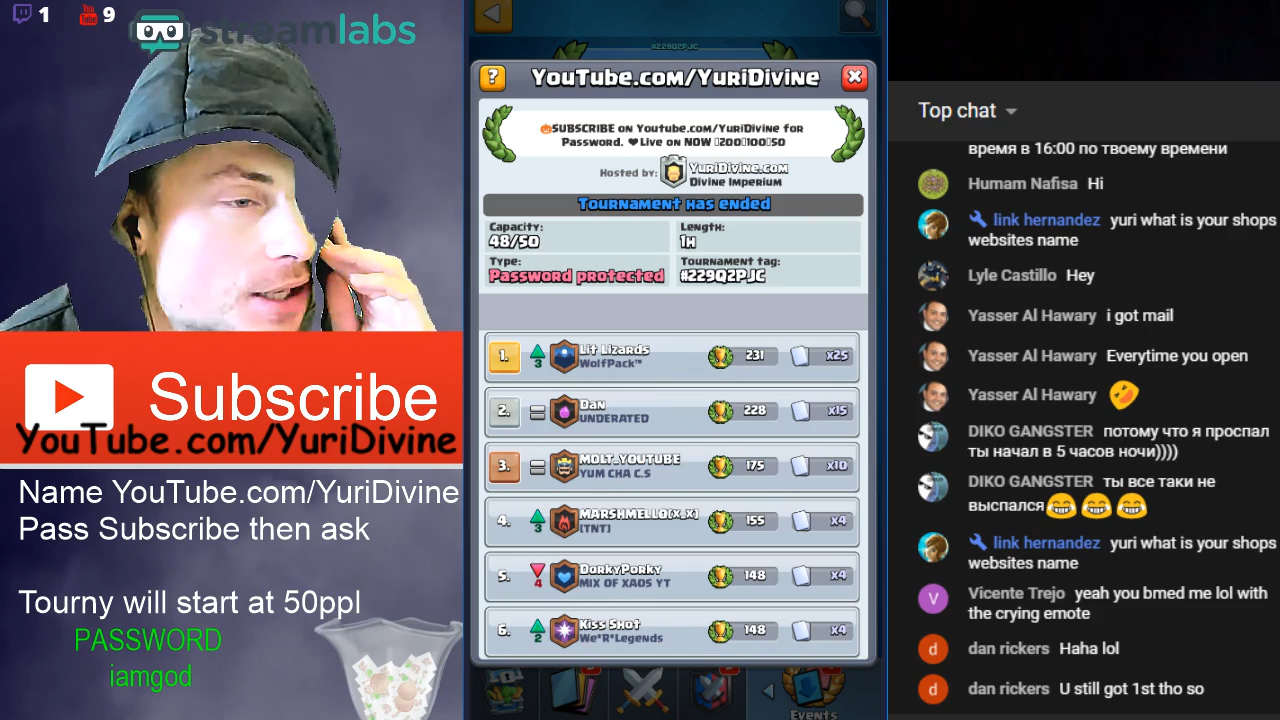 1
You Tube 9
streamlabs
Subscribe
YouTube.com/YuriDivine
Name YouTube.com/YuriDivine
Pass Subscribe then ask
Tourny will start at 50ppl
PASSWORD
iamgod
#229Q2PJC
? YouTube.com/YuriDivine X
SUBSCRIBE on Youtube.com/YuriDivine for
Password. ❤Live on NOW ▯200▯100▯50
Hosted by: YuriDivine.com
Divine Imperium
Tournament has ended
Capacity: Length:
48/50 1H
Type: Tournament tag:
Password protected #229Q2PJC
1. 3 Lit Lizards WolfPack™ 231 x25
2. Dan UNDERATED 228 x15
3. MOLT_YOUTUBE YUM CHA C.S 175 x10
4. 3 MARSHMELLO(X_X) [TNT] 155 x4
5. 4 DorkyPorky MIX OF XAOS YT 148 x4
6. 2 Kiss Shot We*R*Legends 148 x4
Events
Top chat
время в 16:00 по твоему времени
Humam Nafisa Hi
link hernandez yuri what is your shops
websites name
Lyle Castillo Hey
Yasser Al Hawary i got mail
Yasser Al Hawary Everytime you open
Yasser Al Hawary 🤣
DIKO GANGSTER потому что я проспал
ты начал в 5 часов ночи))))
DIKO GANGSTER ты все таки не
выспался😂😂😂
link hernandez yuri what is your shops
websites name
V Vicente Trejo yeah you bmed me lol with
the crying emote
d dan rickers Haha lol
d dan rickers U still got 1st tho so